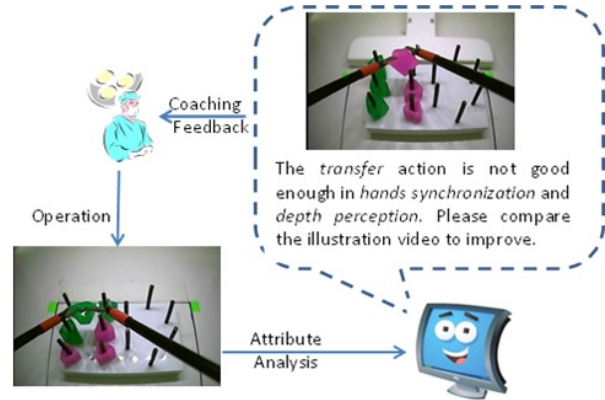 Coaching
Feedback
The transfer action is not good
enough in hands synchronization and
depth perception. Please compare
the illustration video to improve.
Operation
Attribute
Analysis